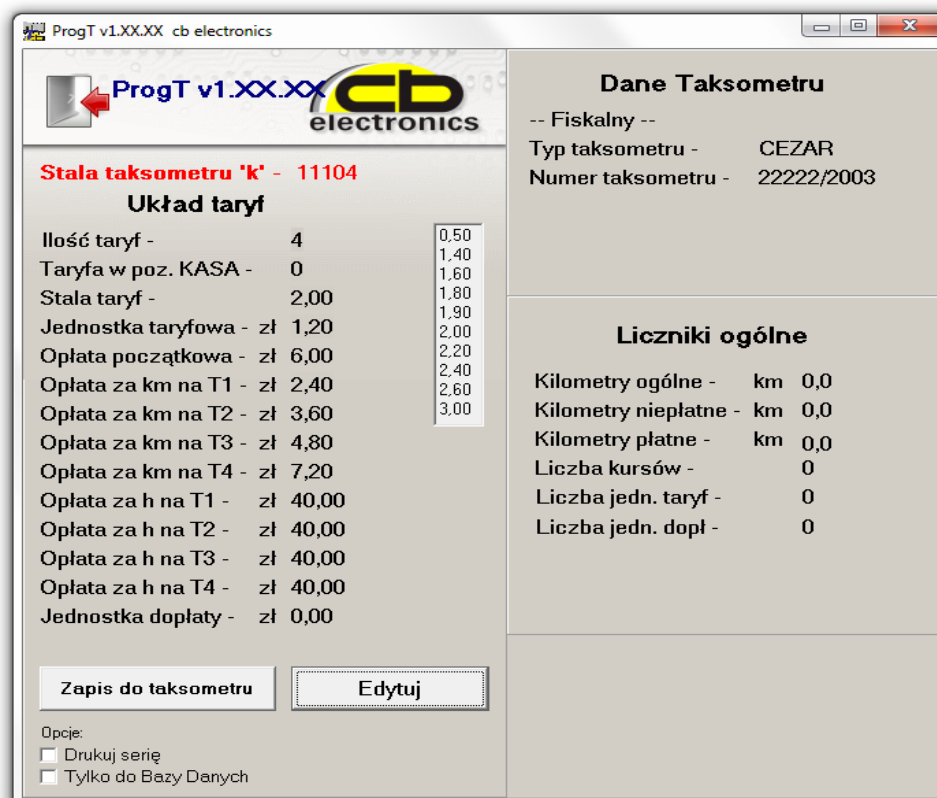 ProgT v1.XX.XX cb electronics
ProgT v1.XX.XX
cb
electronics
Stala taksometru 'k' - 11104
Układ taryf
Ilość taryf - 4
Taryfa w poz. KASA - 0
Stala taryf - 2,00
Jednostka taryfowa - zł 1,20
Opłata początkowa - zł 6,00
Opłata za km na T1 - zł 2,40
Opłata za km na T2 - zł 3,60
Opłata za km na T3 - zł 4,80
Opłata za km na T4 - zł 7,20
Opłata za h na T1 - zł 40,00
Opłata za h na T2 - zł 40,00
Opłata za h na T3 - zł 40,00
Opłata za h na T4 - zł 40,00
Jednostka dopłaty - zł 0,00
0,50
1,40
1,60
1,80
1,90
2,00
2,20
2,40
2,60
3,00
Zapis do taksometru
Edytuj
Opcje:
Drukuj serię
Tylko do Bazy Danych
Dane Taksometru
-- Fiskalny --
Typ taksometru - CEZAR
Numer taksometru - 22222/2003
Liczniki ogólne
Kilometry ogólne - km 0,0
Kilometry niepłatne - km 0,0
Kilometry płatne - km 0,0
Liczba kursów - 0
Liczba jedn. taryf - 0
Liczba jedn. dopł - 0